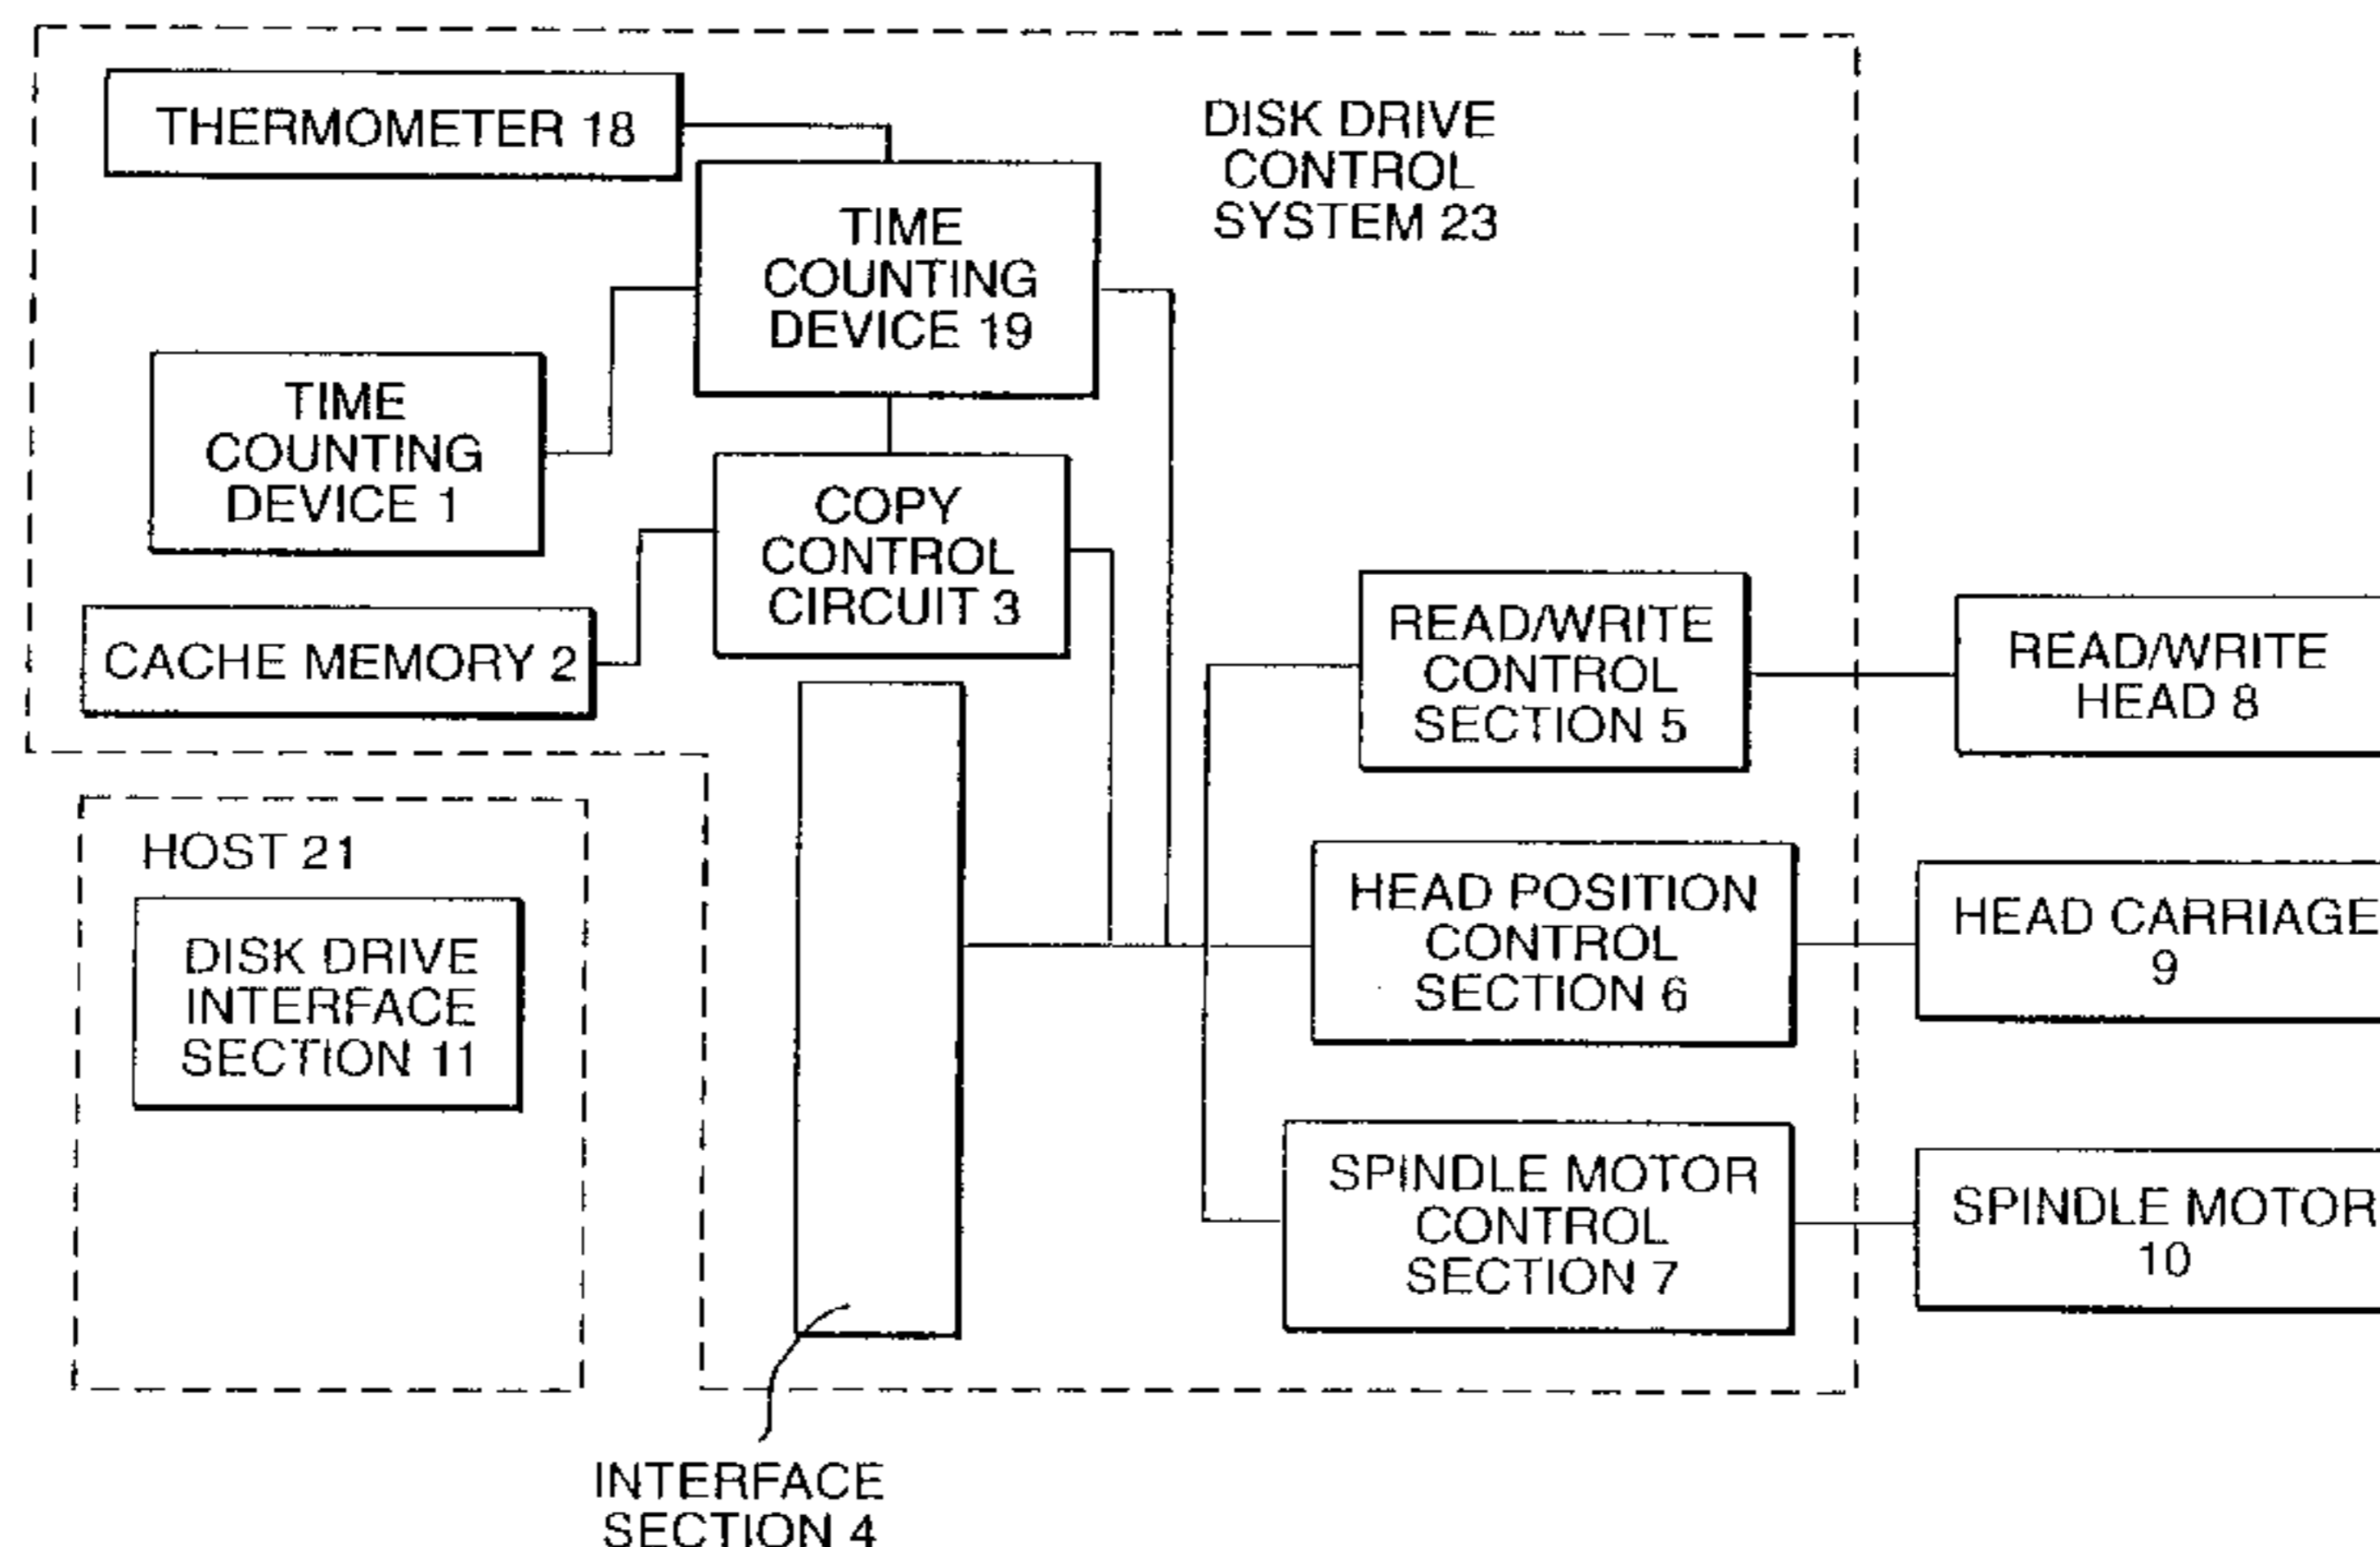 THERMOMETER 18
DISK DRIVE
CONTROL
SYSTEM 23
TIME
COUNTING
DEVICE 19
TIME
COUNTING
DEVICE 1
COPY
CONTROL
CIRCUIT 3
CACHE MEMORY 2
READ/WRITE
CONTROL
SECTION 5
READ/WRITE
HEAD 8
HOST 21
DISK DRIVE
INTERFACE
SECTION 11
HEAD POSITION
CONTROL
SECTION 6
HEAD CARRIAGE
9
SPINDLE MOTOR
CONTROL
SECTION 7
SPINDLE MOTOR
10
INTERFACE
SECTION 4